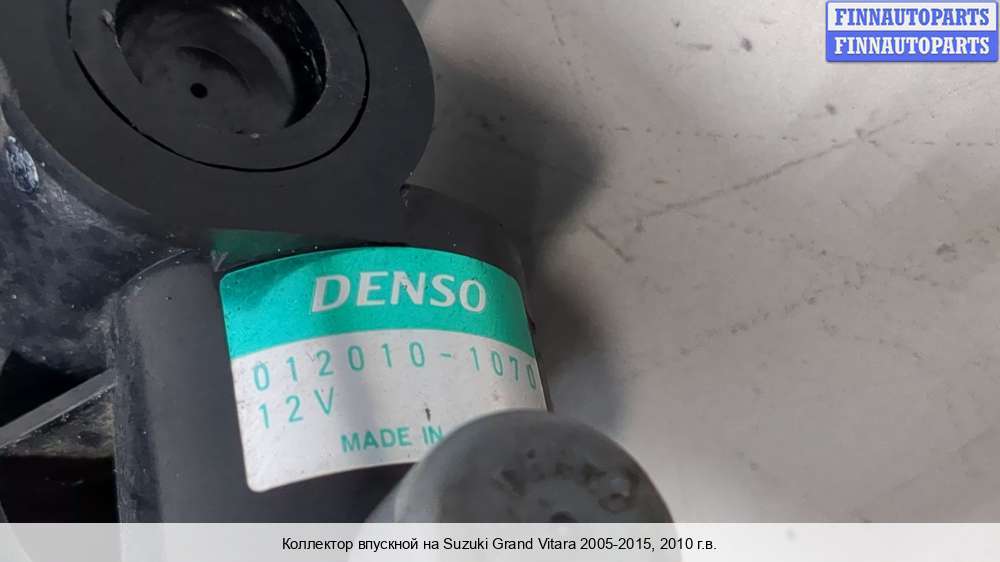 FINNAUTOPARTS
FINNAUTOPARTS
DENSO
012010-1070
12V
MADE IN
Коллектор впускной на Suzuki Grand Vitara 2005-2015, 2010 г.в.